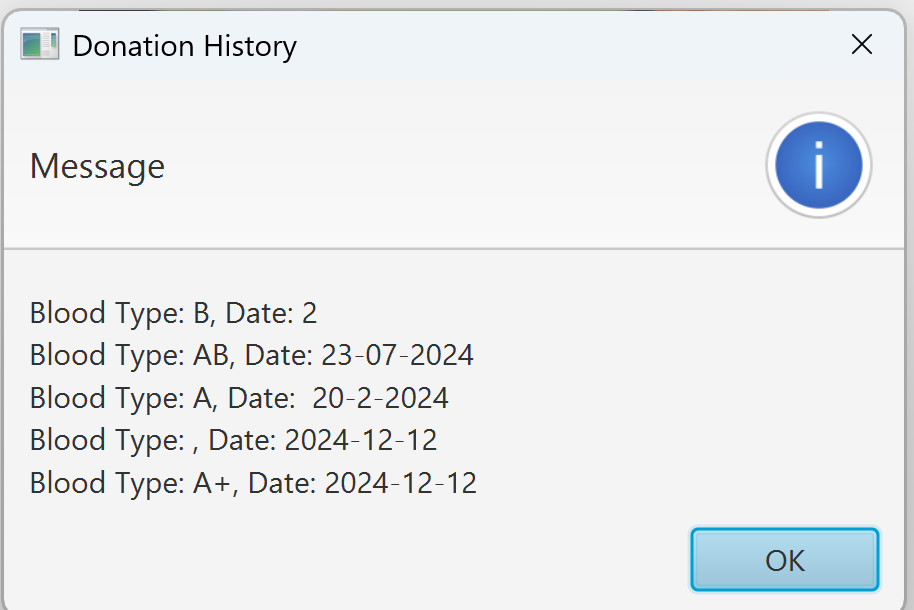 Donation History
Message
Blood Type: B, Date: 2
Blood Type: AB, Date: 23-07-2024
Blood Type: A, Date:  20-2-2024
Blood Type: , Date: 2024-12-12
Blood Type: A+, Date: 2024-12-12
OK